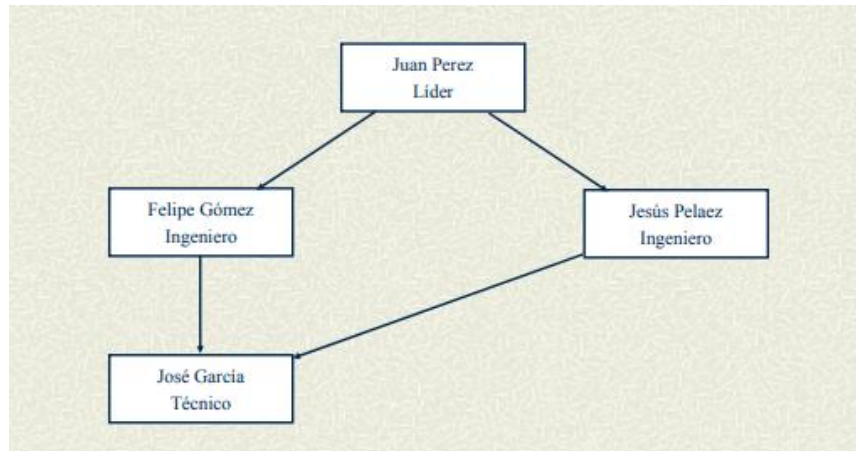 Juan Perez
Líder
Felipe Gómez
Ingeniero
Jesús Pelaez
Ingeniero
José Garcia
Técnico